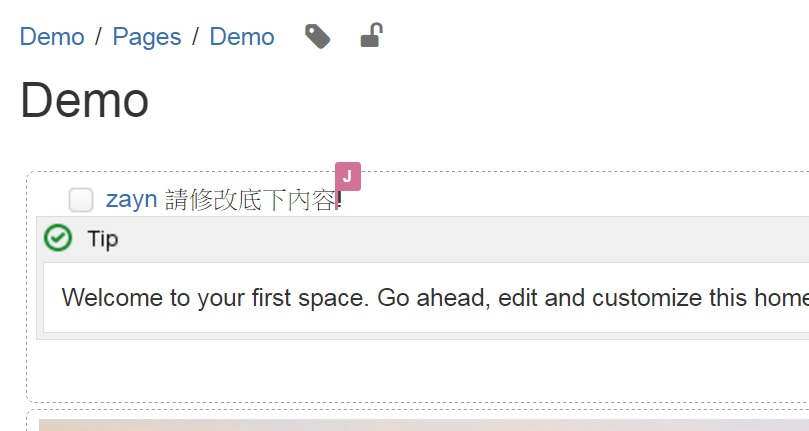 Demo / Pages / Demo
Demo
J
zayn 請修改底下內容!
Tip
Welcome to your first space. Go ahead, edit and customize this home